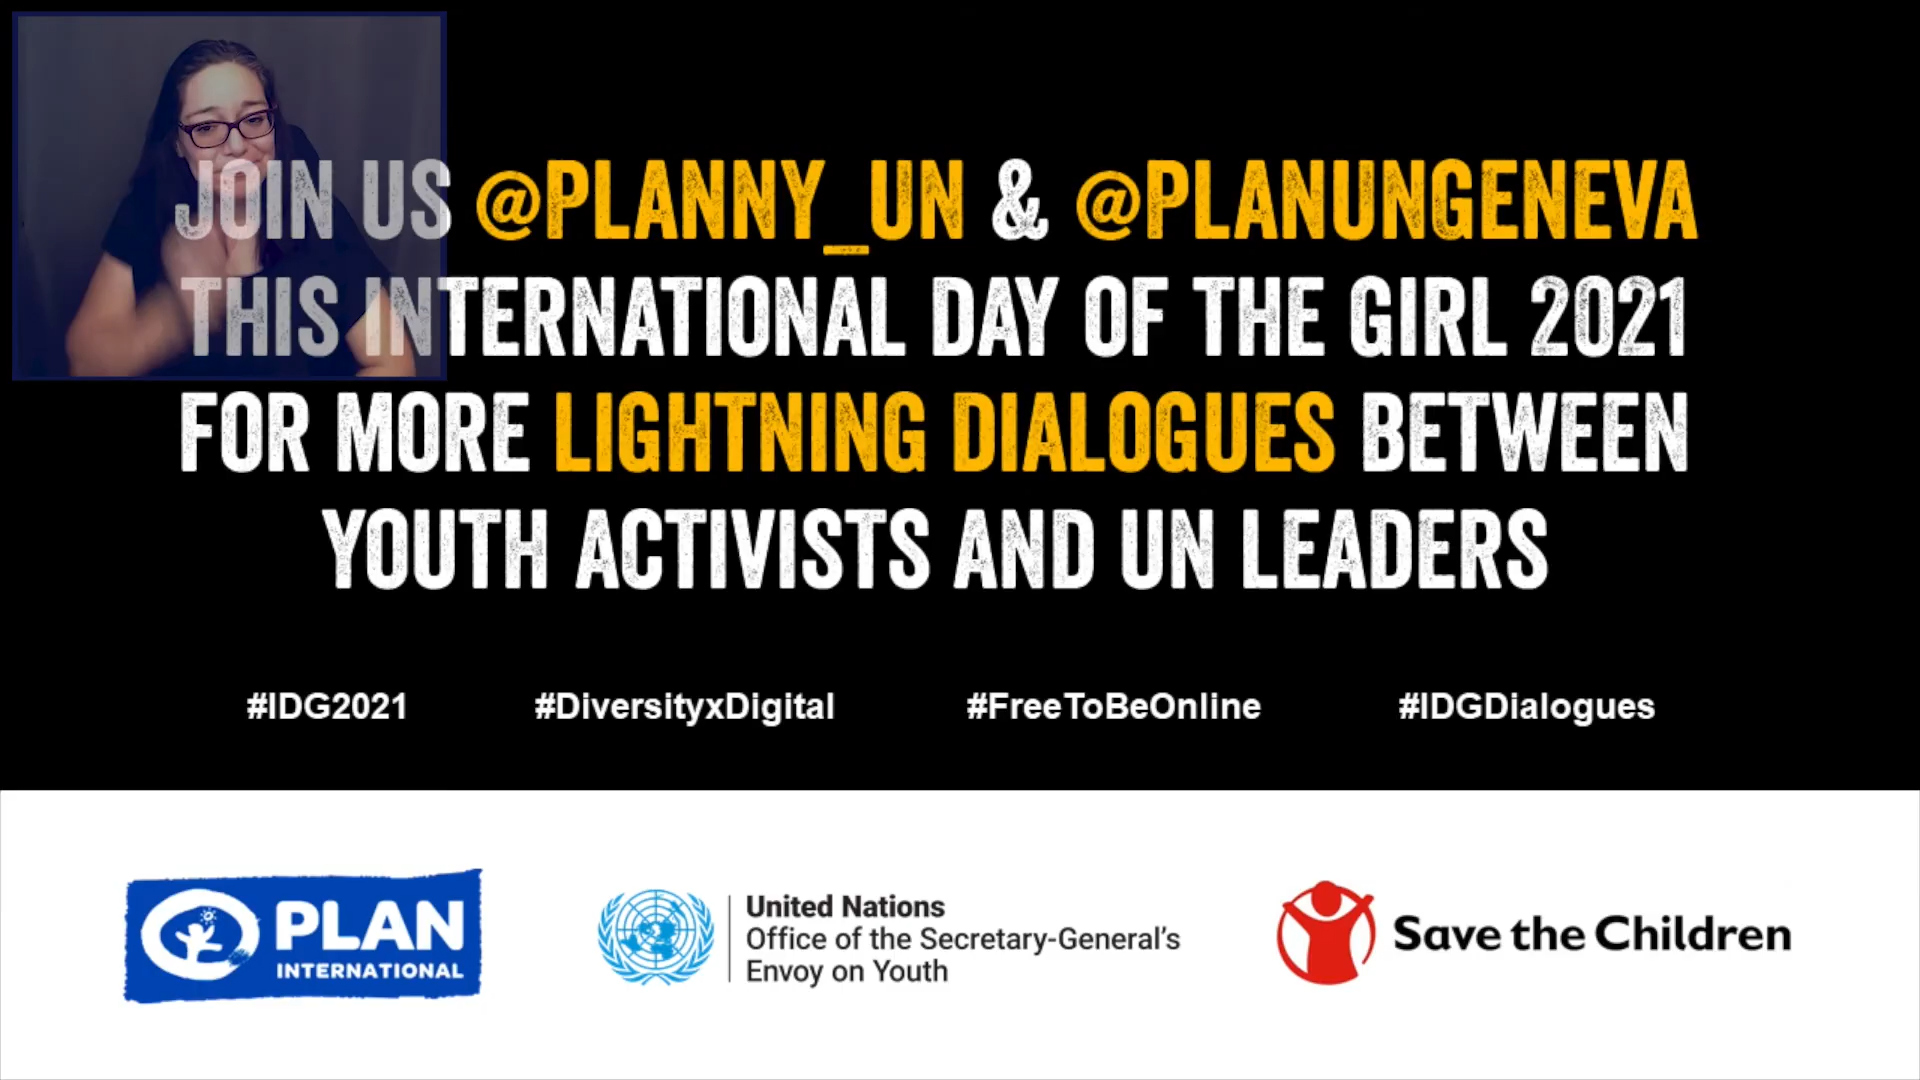 JOIN US @PLANNY_UN & @PLANUNGENEVA
THIS INTERNATIONAL DAY OF THE GIRL 2021
FOR MORE LIGHTNING DIALOGUES BETWEEN
YOUTH ACTIVISTS AND UN LEADERS
#IDG2021 #DiversityxDigital #FreeToBeOnline #IDGDialogues
PLAN
INTERNATIONAL
United Nations
Office of the Secretary-General’s
Envoy on Youth
Save the Children